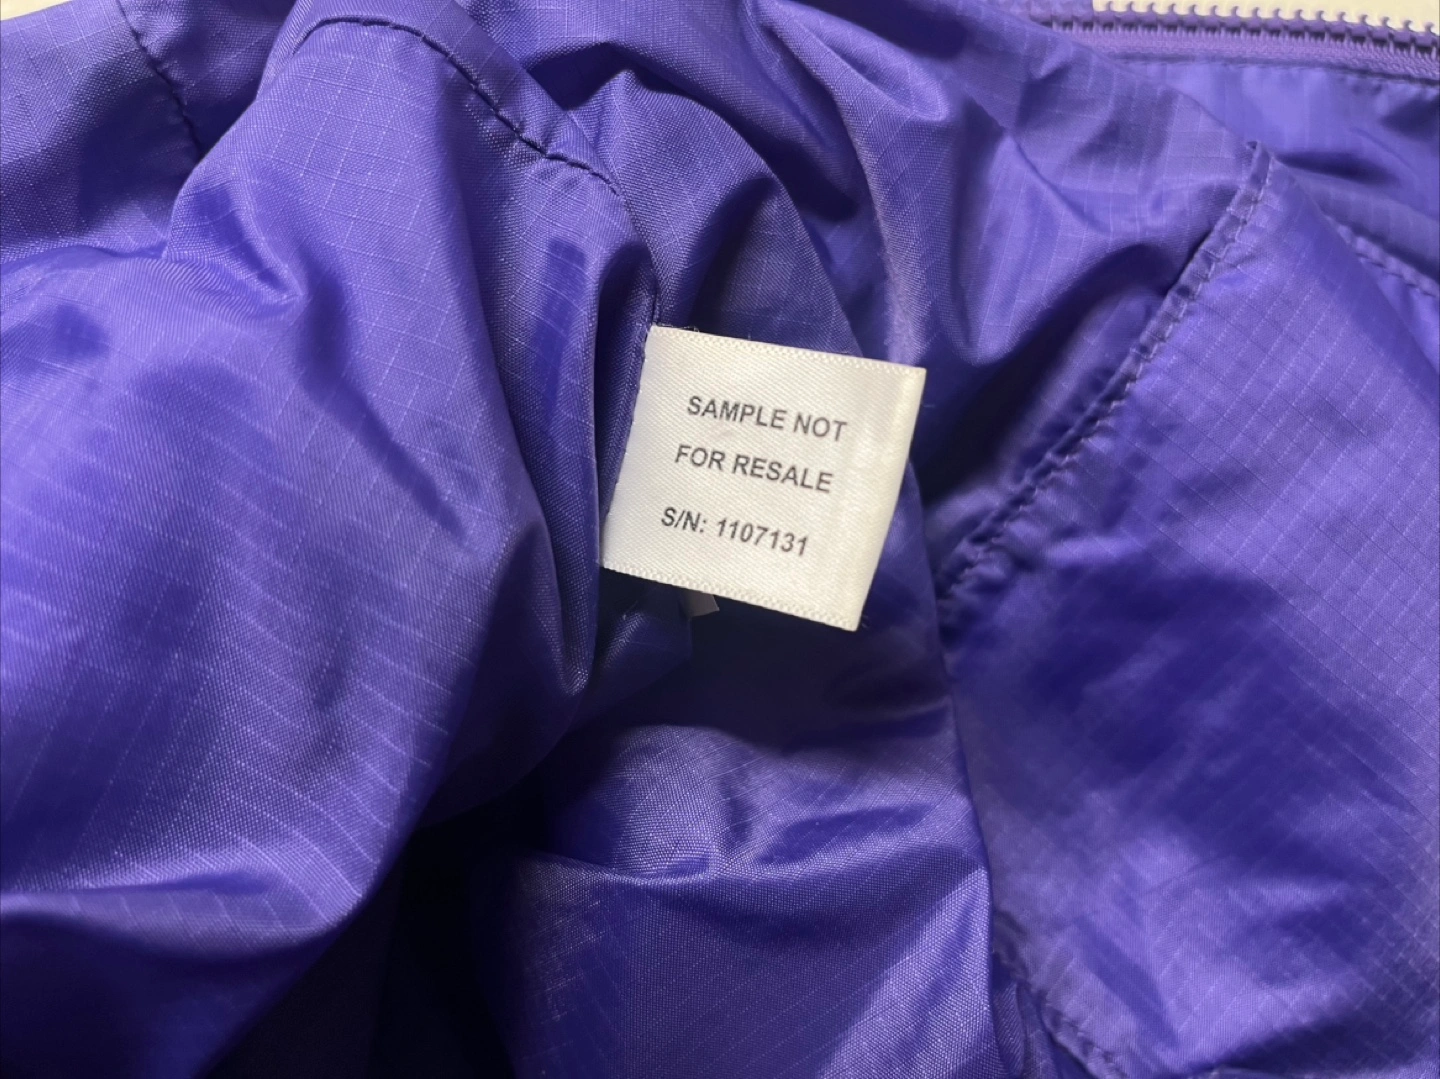 SAMPLE NOT
FOR RESALE
S/N: 1107131